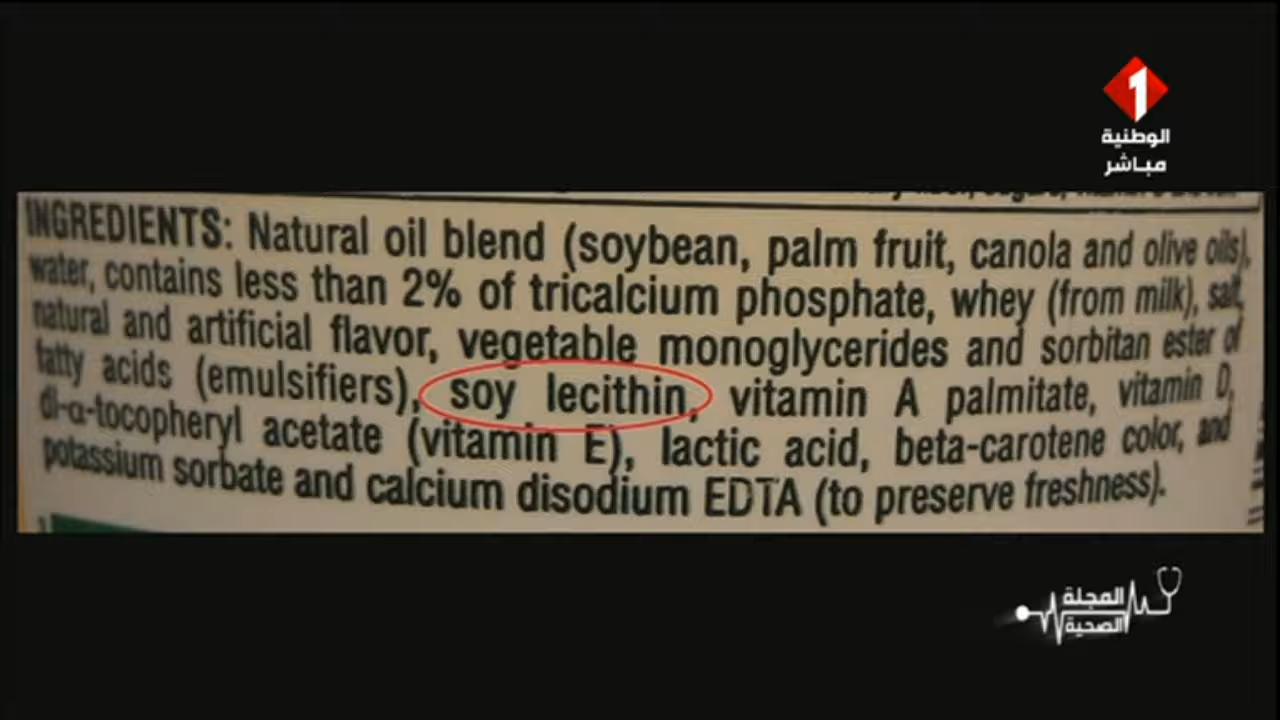 1
الوطنية
مباشر
INGREDIENTS: Natural oil blend (soybean, palm fruit, canola and olive oils),
water, contains less than 2% of tricalcium phosphate, whey (from milk), salt,
natural and artificial flavor, vegetable monoglycerides and sorbitan ester of
fatty acids (emulsifiers), soy lecithin, vitamin A palmitate, vitamin D,
di-α-tocopheryl acetate (vitamin E), lactic acid, beta-carotene color, and
potassium sorbate and calcium disodium EDTA (to preserve freshness).
المجلة
الصحية